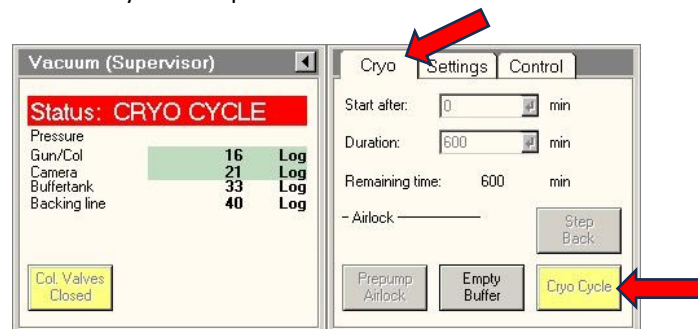 Vacuum (Supervisor)
Status: CRYO CYCLE
Pressure
Gun/Col 16 Log
Camera 21 Log
Buffertank 33 Log
Backing line 40 Log
Col. Valves
Closed
Cryo Settings Control
Start after: 0 min
Duration: 600 min
Remaining time: 600 min
Airlock
Step
Back
Prepump
Airlock
Empty
Buffer
Cryo Cycle